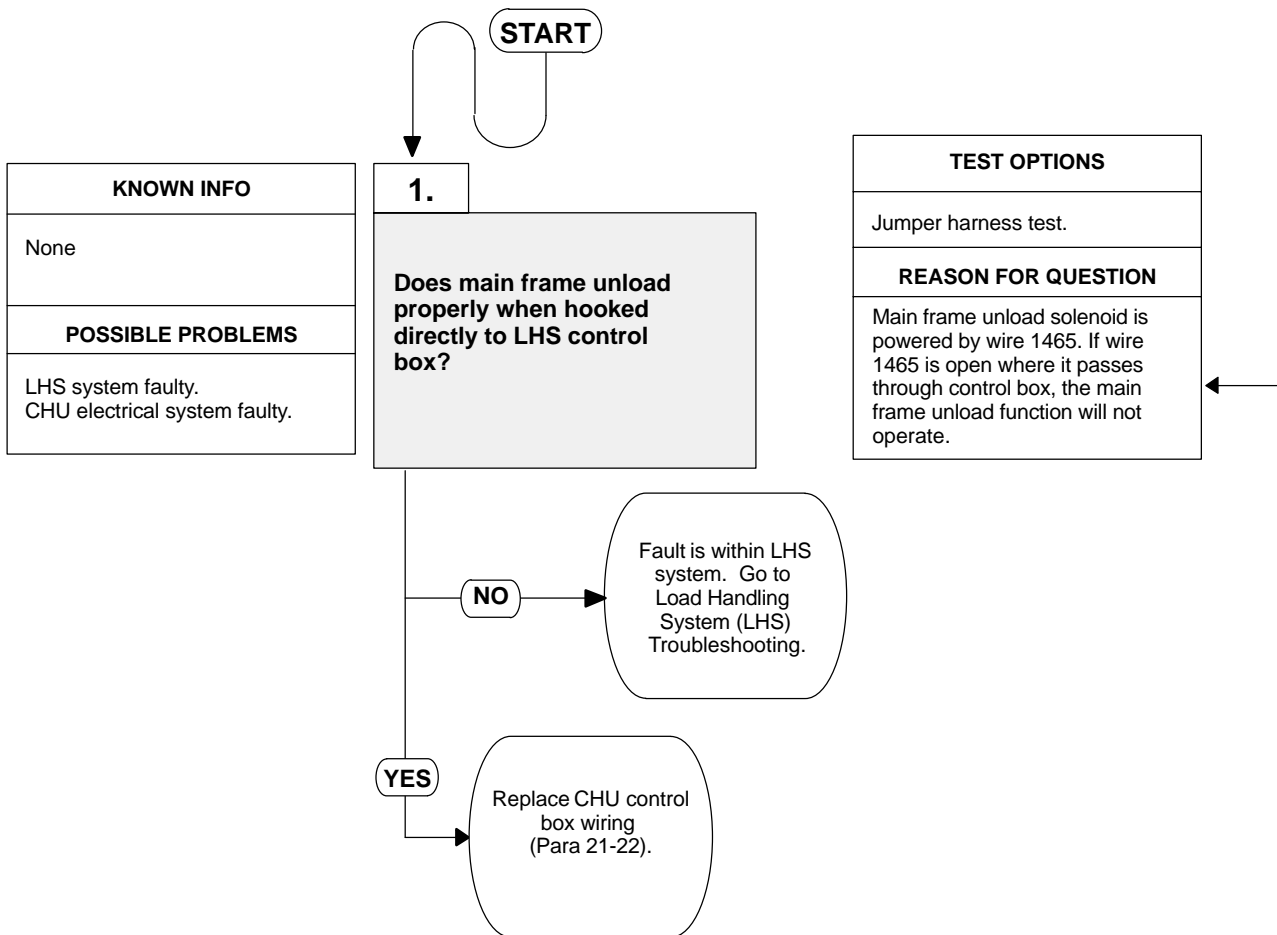 START
KNOWN INFO
None
POSSIBLE PROBLEMS
LHS system faulty.
CHU electrical system faulty.
1.
Does main frame unload
properly when hooked
directly to LHS control
box?
TEST OPTIONS
Jumper harness test.
REASON FOR QUESTION
Main frame unload solenoid is
powered by wire 1465. If wire
1465 is open where it passes
through control box, the main
frame unload function will not
operate.
NO
Fault is within LHS
system. Go to
Load Handling
System (LHS)
Troubleshooting.
YES
Replace CHU control
box wiring
(Para 21-22).